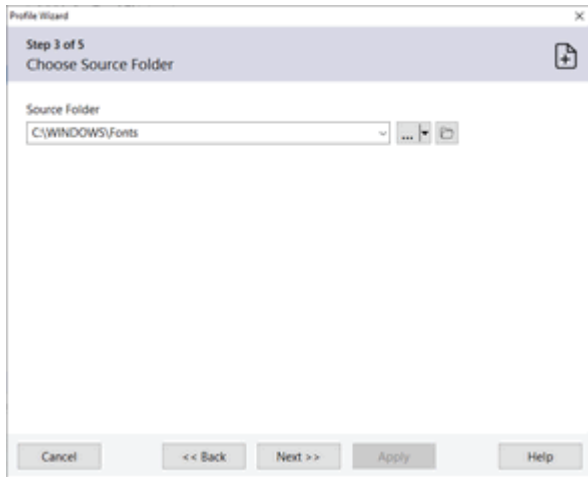 Profile Wizard
Step 3 of 5
Choose Source Folder
Source Folder
C:\WINDOWS\Fonts
...
Cancel
<< Back
Next >>
Apply
Help